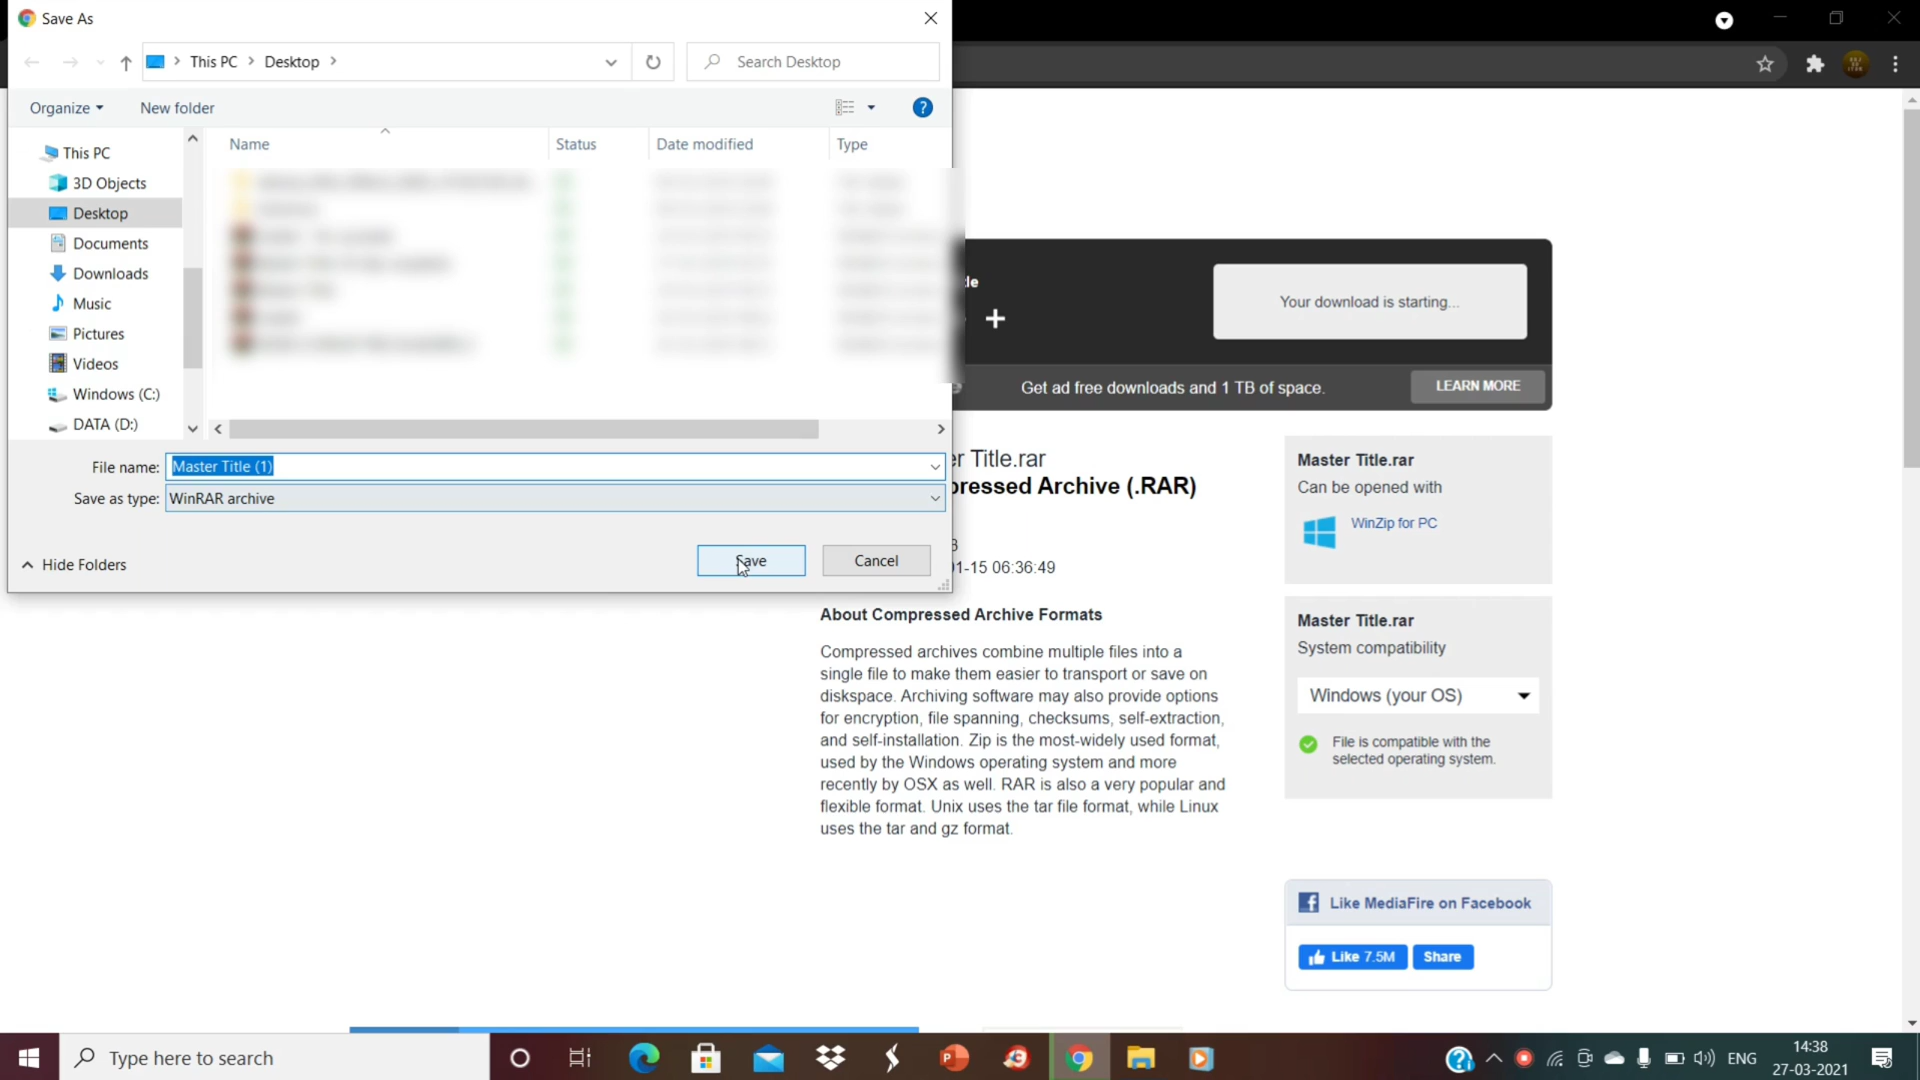 Save As
This PC
Desktop
Search Desktop
Organize
New folder
?
Name
Status
Date modified
Type
This PC
3D Objects
Desktop
Documents
Downloads
Music
Pictures
Videos
Windows (C:)
DATA (D:)
File name: Master Title (1)
Save as type: WinRAR archive
Hide Folders
Save
Cancel
Your download is starting...
Get ad free downloads and 1 TB of space.
LEARN MORE
Title.rar
Archive (.RAR)
06:36:49
About Compressed Archive Formats
Compressed archives combine multiple files into a
single file to make them easier to transport or save on
diskspace. Archiving software may also provide options
for encryption, file spanning, checksums, self-extraction,
and self-installation. Zip is the most-widely used format,
used by the Windows operating system and more
recently by OSX as well. RAR is also a very popular and
flexible format. Unix uses the tar file format, while Linux
uses the tar and gz format.
Master Title.rar
Can be opened with
WinZip for PC
Master Title.rar
System compatibility
Windows (your OS)
File is compatible with the
selected operating system.
Like MediaFire on Facebook
Like 7.5M
Share
Type here to search
ENG
14:38
27-03-2021